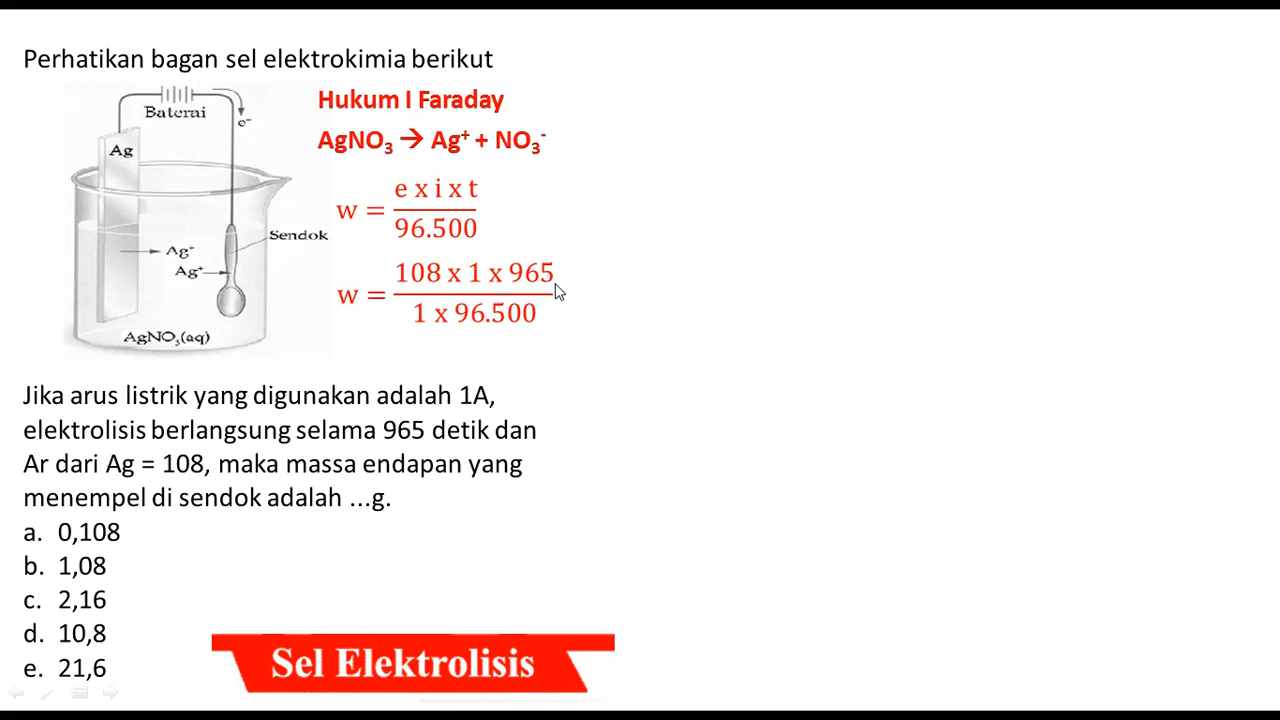 Perhatikan bagan sel elektrokimia berikut
Baterai
e⁻
Ag
Sendok
Ag⁺
Ag⁺
AgNO₃(aq)
Hukum I Faraday
AgNO₃ → Ag⁺ + NO₃⁻
w = e x i x t / 96.500
w = 108 x 1 x 965 / 1 x 96.500
Jika arus listrik yang digunakan adalah 1A,
elektrolisis berlangsung selama 965 detik dan
Ar dari Ag = 108, maka massa endapan yang
menempel di sendok adalah ...g.
a. 0,108
b. 1,08
c. 2,16
d. 10,8
e. 21,6
Sel Elektrolisis